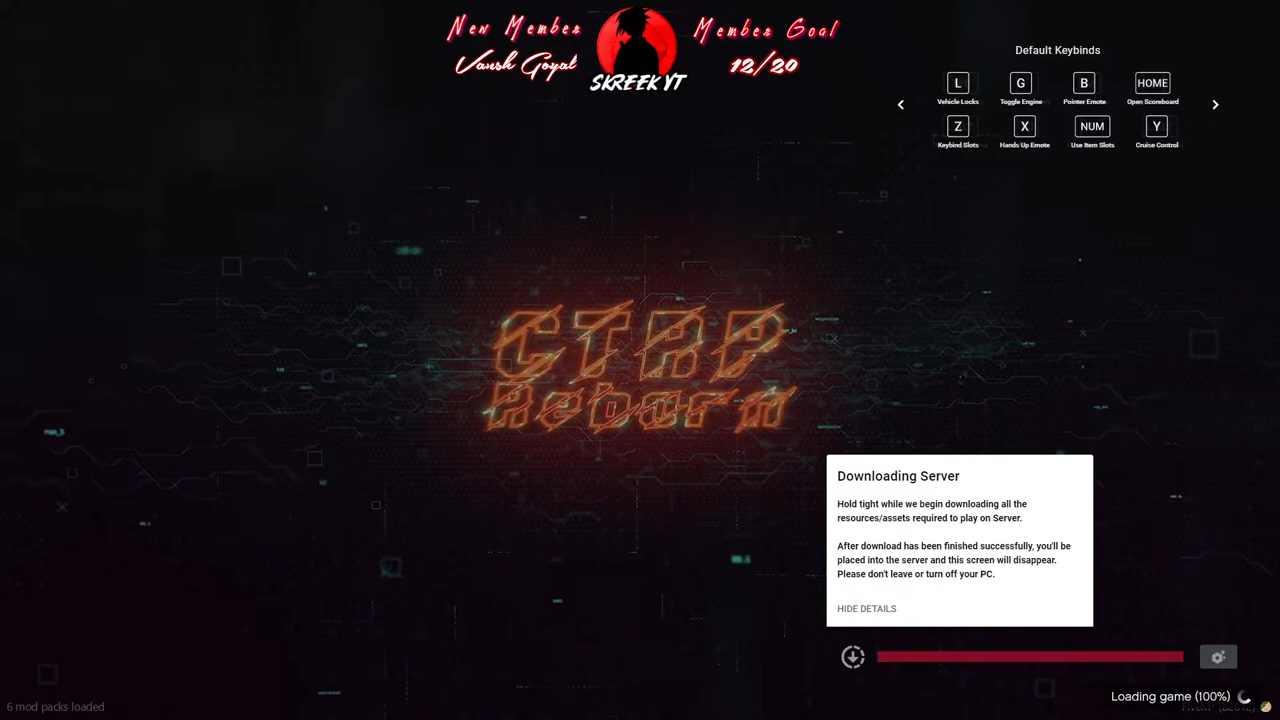 New Member
Vansh Goyal
SKREEK YT
Member Goal
12/20
Default Keybinds
L
G
B
HOME
Vehicle Locks
Toggle Engine
Pointer Emote
Open Scoreboard
Z
X
NUM
Y
Keybind Slots
Hands Up Emote
Use Item Slots
Cruise Control
CTRP
Reborn
Downloading Server
Hold tight while we begin downloading all the
resources/assets required to play on Server.
After download has been finished successfully, you'll be
placed into the server and this screen will disappear.
Please don't leave or turn off your PC.
HIDE DETAILS
Loading game (100%)
6 mod packs loaded